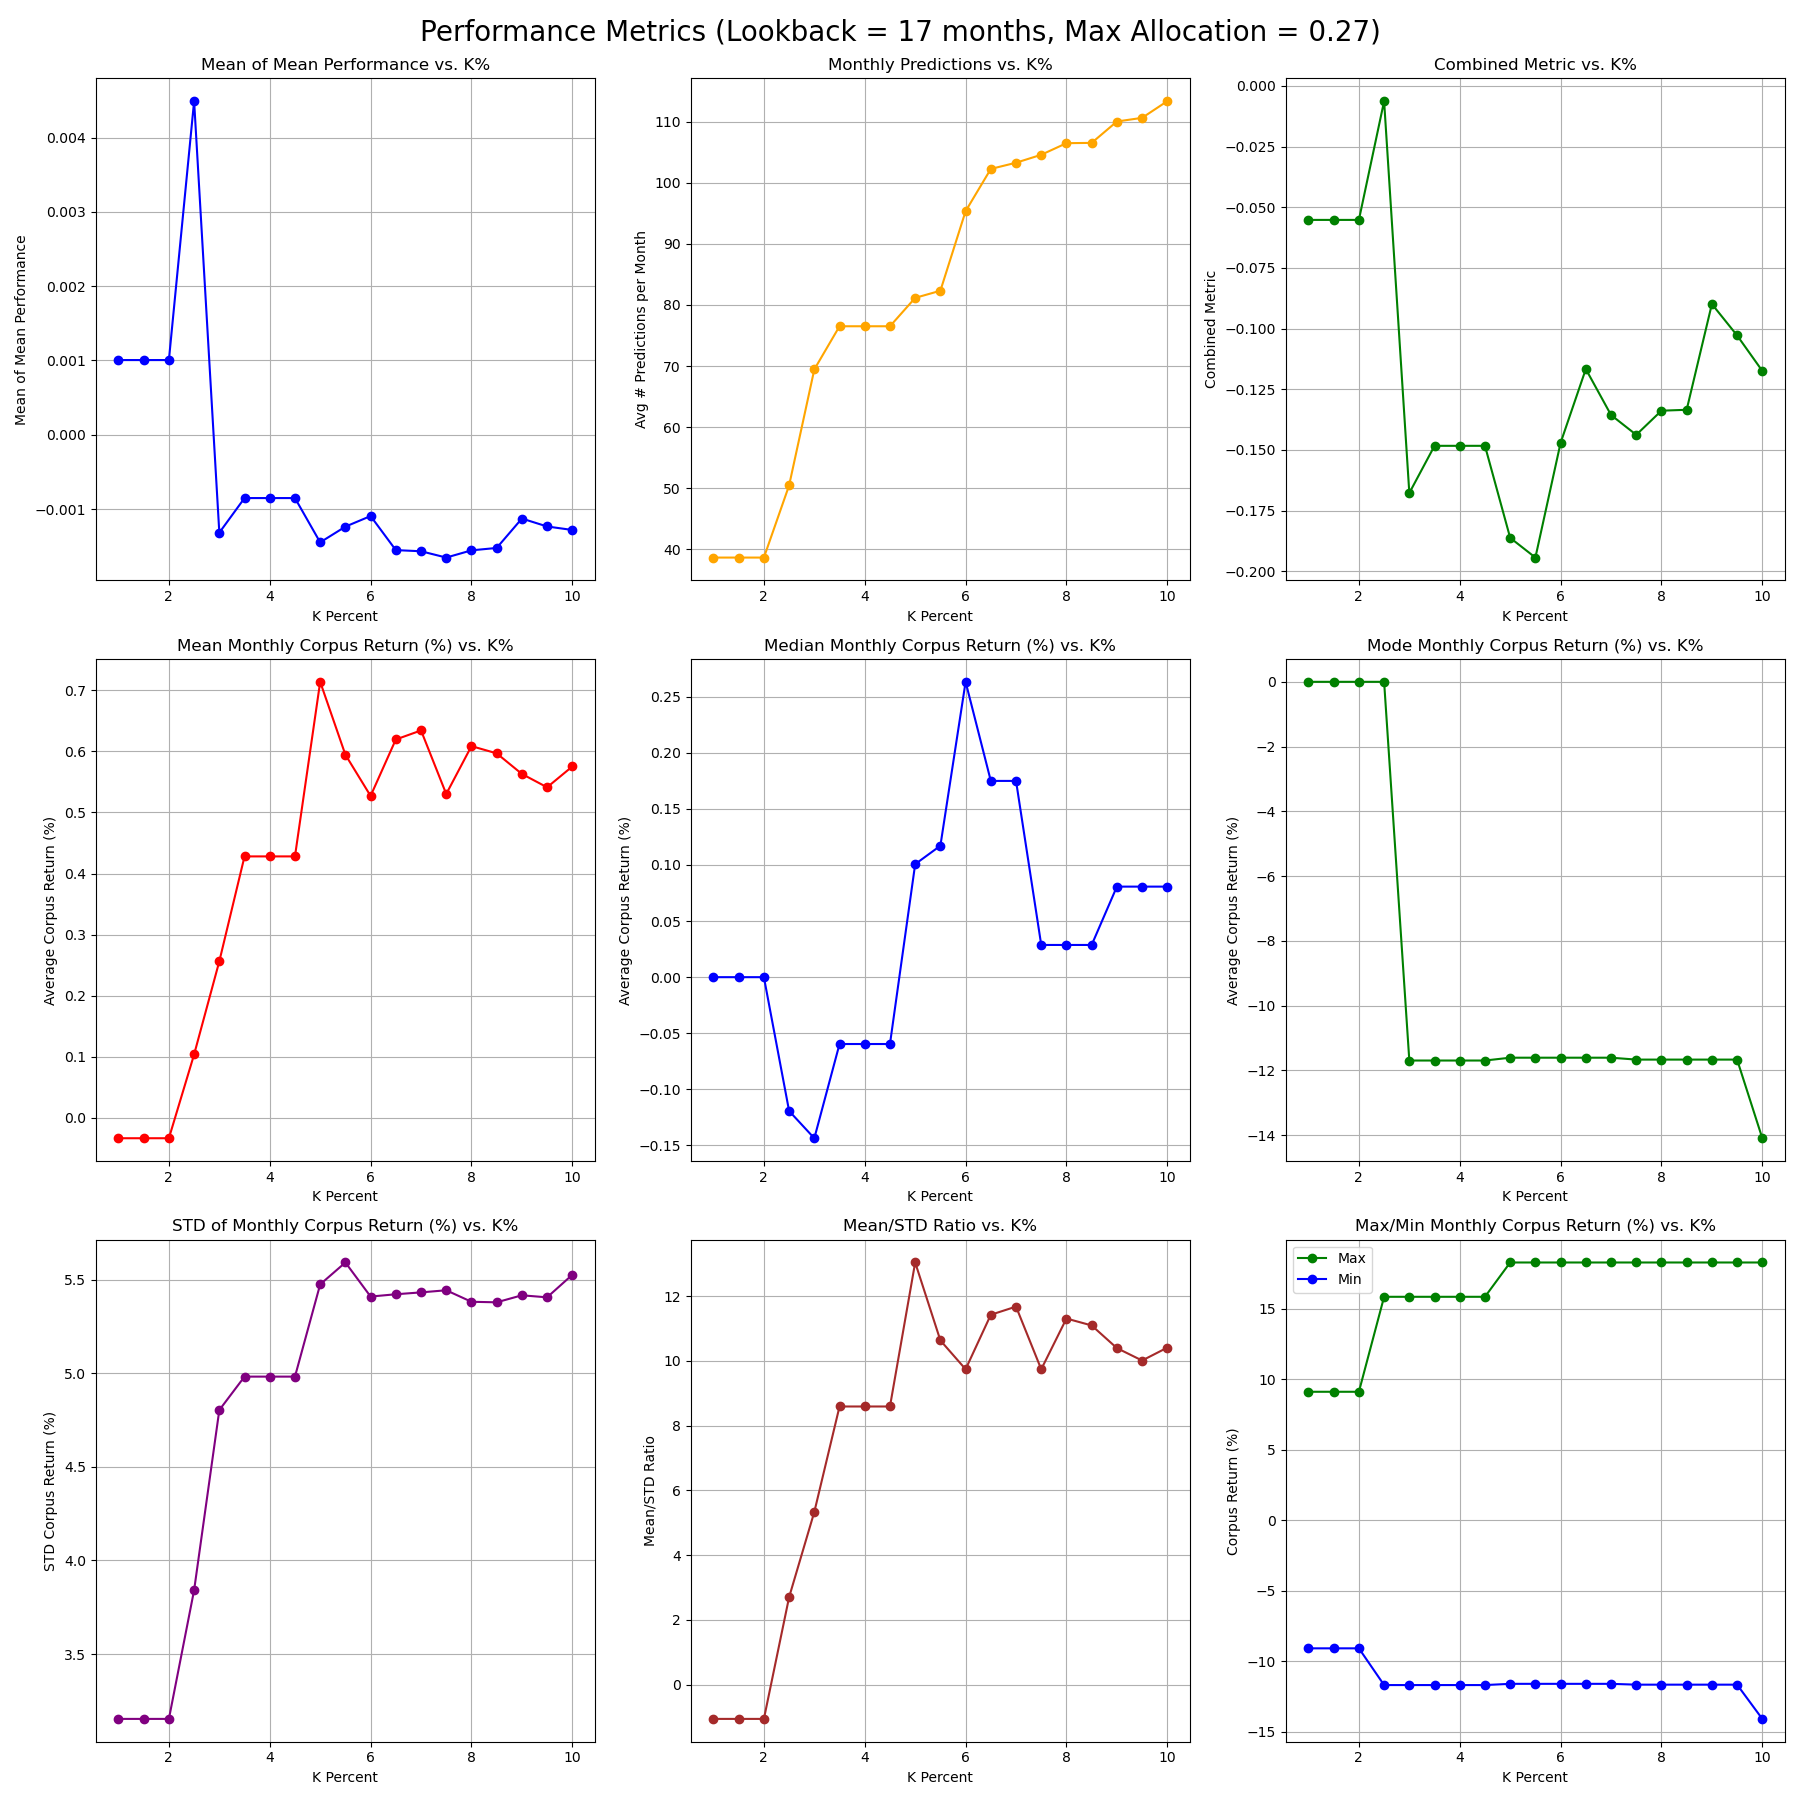 Performance Metrics (Lookback = 17 months, Max Allocation = 0.27)
Mean of Mean Performance vs. K%
Mean of Mean Performance
0.004
0.003
0.002
0.001
0.000
−0.001
2 4 6 8 10
K Percent
Monthly Predictions vs. K%
Avg # Predictions per Month
110
100
90
80
70
60
50
40
2 4 6 8 10
K Percent
Combined Metric vs. K%
Combined Metric
0.000
−0.025
−0.050
−0.075
−0.100
−0.125
−0.150
−0.175
−0.200
2 4 6 8 10
K Percent
Mean Monthly Corpus Return (%) vs. K%
Average Corpus Return (%)
0.7
0.6
0.5
0.4
0.3
0.2
0.1
0.0
2 4 6 8 10
K Percent
Median Monthly Corpus Return (%) vs. K%
Average Corpus Return (%)
0.25
0.20
0.15
0.10
0.05
0.00
−0.05
−0.10
−0.15
2 4 6 8 10
K Percent
Mode Monthly Corpus Return (%) vs. K%
Average Corpus Return (%)
0
−2
−4
−6
−8
−10
−12
−14
2 4 6 8 10
K Percent
STD of Monthly Corpus Return (%) vs. K%
STD Corpus Return (%)
5.5
5.0
4.5
4.0
3.5
2 4 6 8 10
K Percent
Mean/STD Ratio vs. K%
Mean/STD Ratio
12
10
8
6
4
2
0
2 4 6 8 10
K Percent
Max/Min Monthly Corpus Return (%) vs. K%
Max
Min
Corpus Return (%)
15
10
5
0
−5
−10
−15
2 4 6 8 10
K Percent